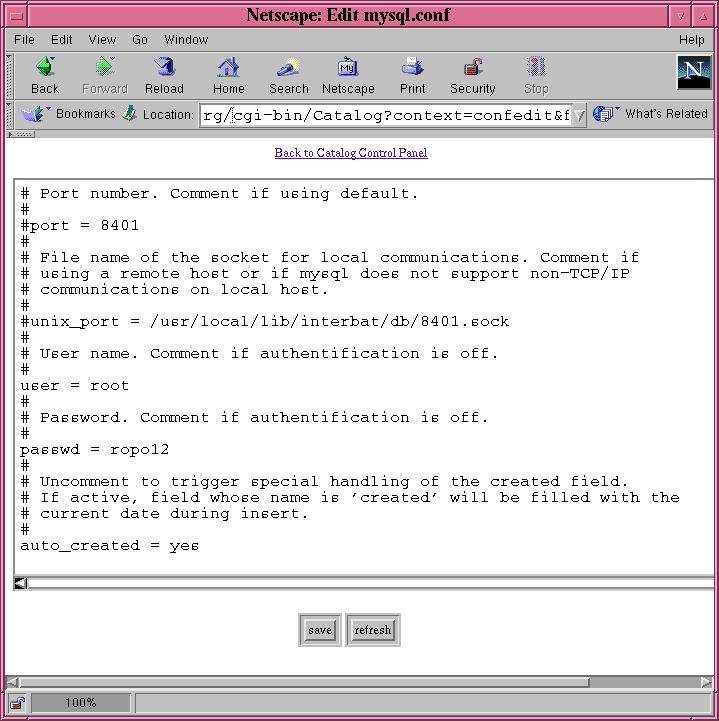 Netscape: Edit mysql.conf
File Edit View Go Window Help
Back Forward Reload Home Search Netscape Print Security Stop
My
N
Bookmarks Location: rg/cgi-bin/Catalog?context=confedit&f What's Related
Back to Catalog Control Panel
# Port number. Comment if using default.
#
#port = 8401
#
# File name of the socket for local communications. Comment if
# using a remote host or if mysql does not support non-TCP/IP
# communications on local host.
#
#unix_port = /usr/local/lib/interbat/db/8401.sock
#
# User name. Comment if authentification is off.
#
user = root
#
# Password. Comment if authentification is off.
#
passwd = ropo12
#
# Uncomment to trigger special handling of the created field.
# If active, field whose name is 'created' will be filled with the
# current date during insert.
#
auto_created = yes
save refresh
100%